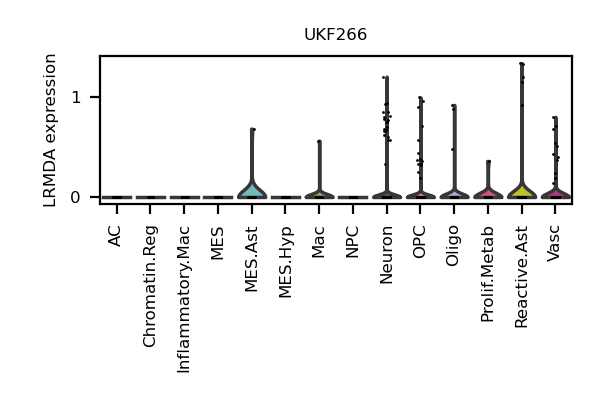 UKF266
LRMDA expression
1
0
AC
Chromatin.Reg
Inflammatory.Mac
MES
MES.Ast
MES.Hyp
Mac
NPC
Neuron
OPC
Oligo
Prolif.Metab
Reactive.Ast
Vasc